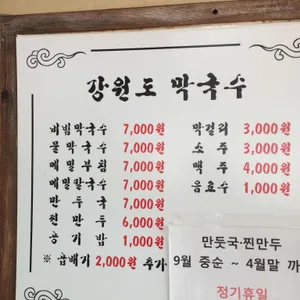 강원도 막국수
비빔막국수 7,000원
물막국수 7,000원
메밀부침 7,000원
메밀칼국수 7,000원
만두국 7,000원
찐만두 6,000원
공기밥 1,000원
※ 곱배기 2,000원 추가
막걸리 3,000원
소주 3,000원
맥주 4,000원
음료수 1,000원
만둣국·찐만두
9월 중순 ~ 4월말 까
정기휴일